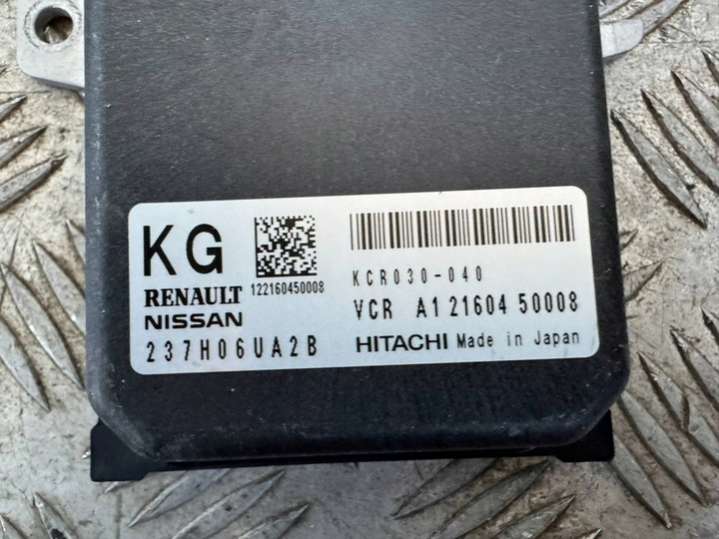 KG
122160450008
RENAULT
NISSAN
237H06UA2B
KCR030-040
VCR A1 21604 50008
HITACHI Made in Japan